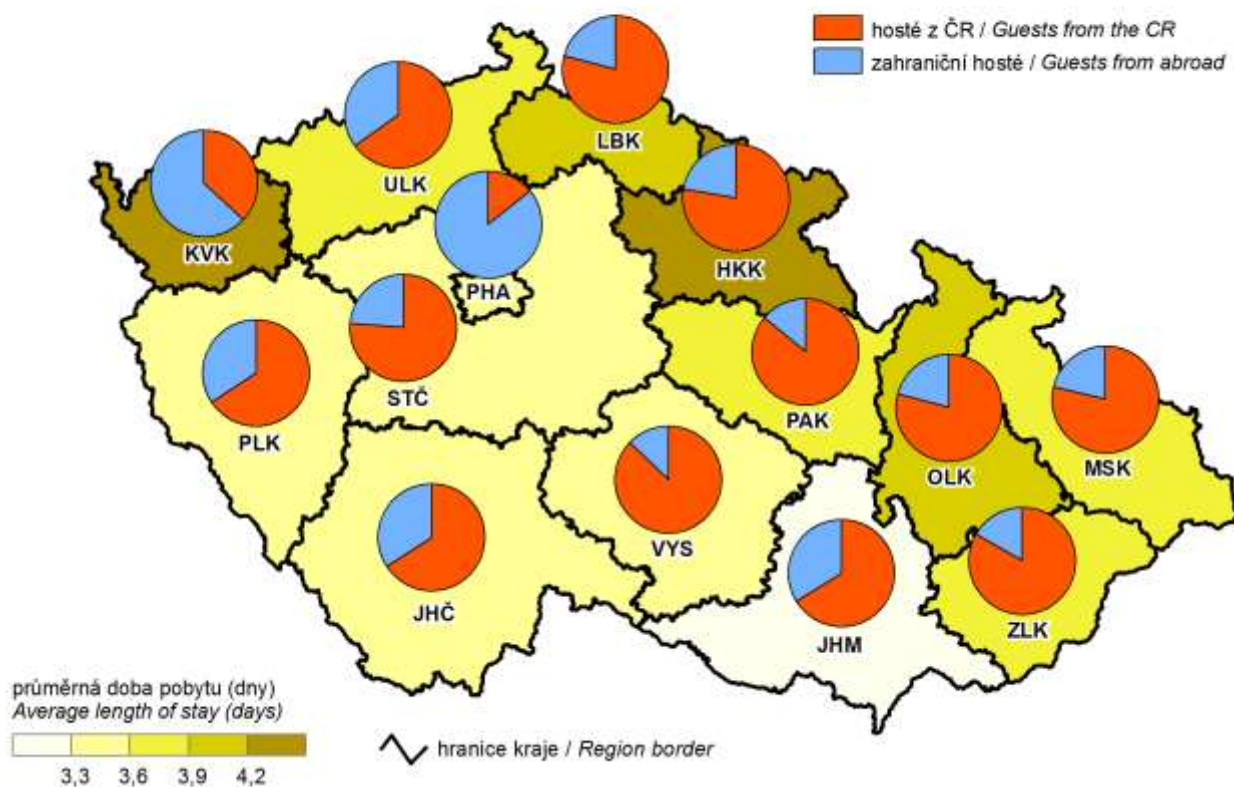 hosté z ČR / Guests from the CR
zahraniční hosté / Guests from abroad
LBK
ULK
KVK
HKK
PHA
STČ
PLK
PAK
OLK
MSK
VYS
JHČ
JHM
ZLK
průměrná doba pobytu (dny)
Average length of stay (days)
3,3 3,6 3,9 4,2
hranice kraje / Region border